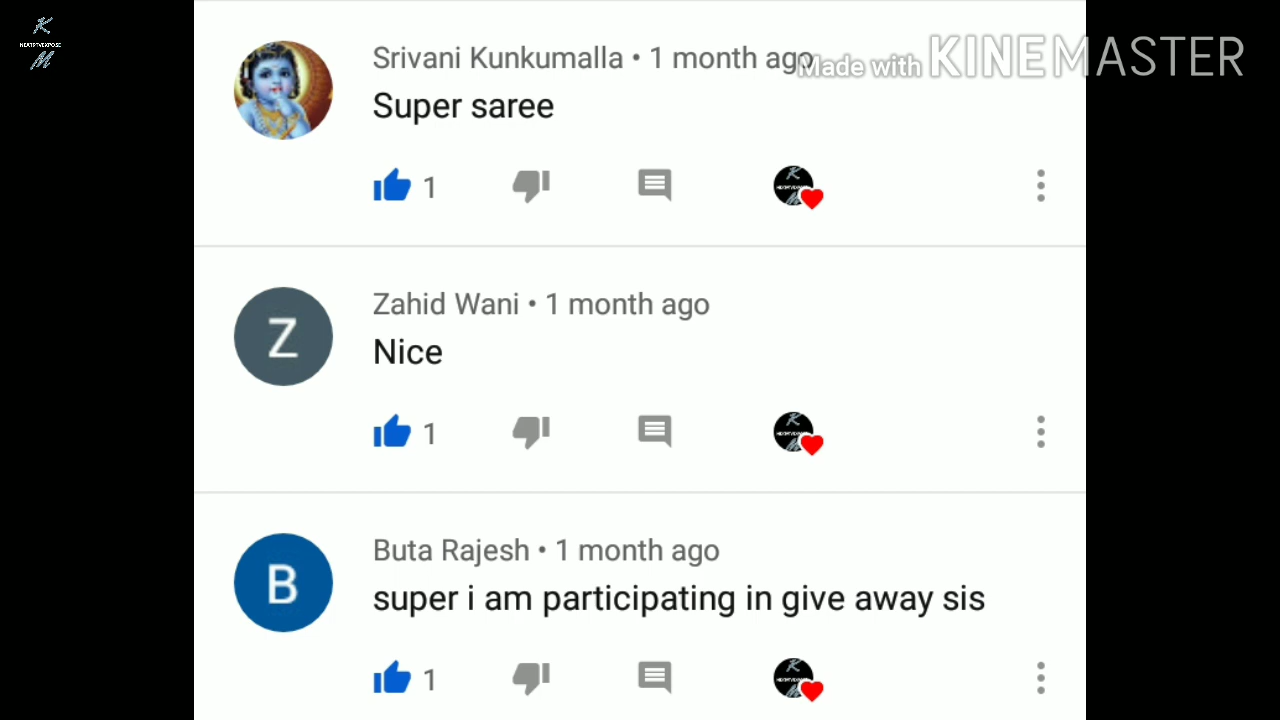 K
M
Srivani Kunkumalla • 1 month ago
Made with KINEMASTER
Super saree
1
Z
Zahid Wani • 1 month ago
Nice
1
B
Buta Rajesh • 1 month ago
super i am participating in give away sis
1